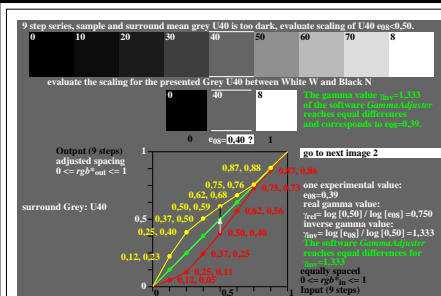 9 step series, sample and surround mean grey U40 is too dark, evaluate scaling of U40 e08<0,50.
0 10 20 30 40 50 60 70 8
evaluate the scaling for the presented Grey U40 between White W and Black N
0 40 8
The gamma value γinv=1,333
of the software GammaAdjuster
reaches equal differences
and corresponds to e08=0,39.
0 e08=0,40 ? 1
Output (9 steps)
adjusted spacing
0 <= rgb*out <= 1
go to next image 2
surround Grey: U40
1
0,5
0
0,5
1
0,87, 0,88
0,75, 0,76
0,62, 0,68
0,50, 0,59
0,37, 0,50
0,25, 0,40
0,12, 0,23
0,87, 0,86
0,75, 0,73
0,62, 0,56
0,50, 0,40
0,37, 0,25
0,25, 0,11
0,12, 0,05
one experimental value:
e08=0,39
real gamma value:
γrel= log [0,50] / log [e08] =0,750
inverse gamma value:
γinv= log [e08] / log [0,50] =1,333
The software GammaAdjuster
reaches equal differences for
γinv=1,333
equally spaced
0 <= rgb*in <= 1
Input (9 steps)